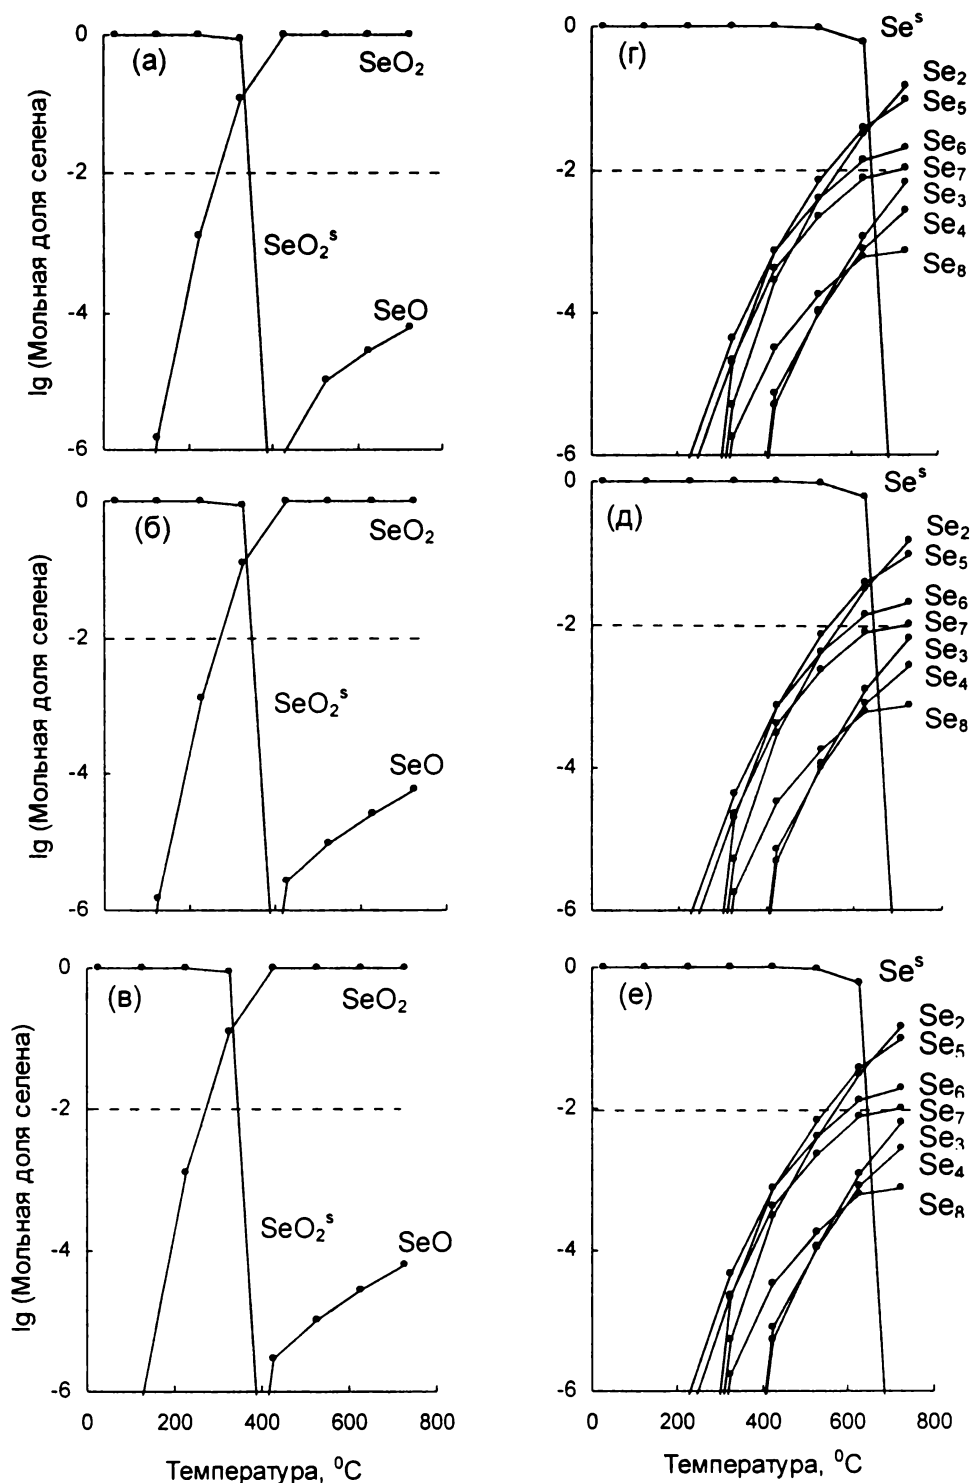 lg (Мольная доля селена)
0
-2
-4
-6
(а)
SeO₂
SeO₂ˢ
SeO
0
-2
-4
-6
(г)
Seˢ
Se₂
Se₅
Se₆
Se₇
Se₃
Se₄
Se₈
lg (Мольная доля селена)
0
-2
-4
-6
(б)
SeO₂
SeO₂ˢ
SeO
0
-2
-4
-6
(д)
Seˢ
Se₂
Se₅
Se₆
Se₇
Se₃
Se₄
Se₈
lg (Мольная доля селена)
0
-2
-4
-6
(в)
SeO₂
SeO₂ˢ
SeO
0 200 400 600 800
Температура, ⁰C
0
-2
-4
-6
(е)
Seˢ
Se₂
Se₅
Se₆
Se₇
Se₃
Se₄
Se₈
0 200 400 600 800
Температура, ⁰C